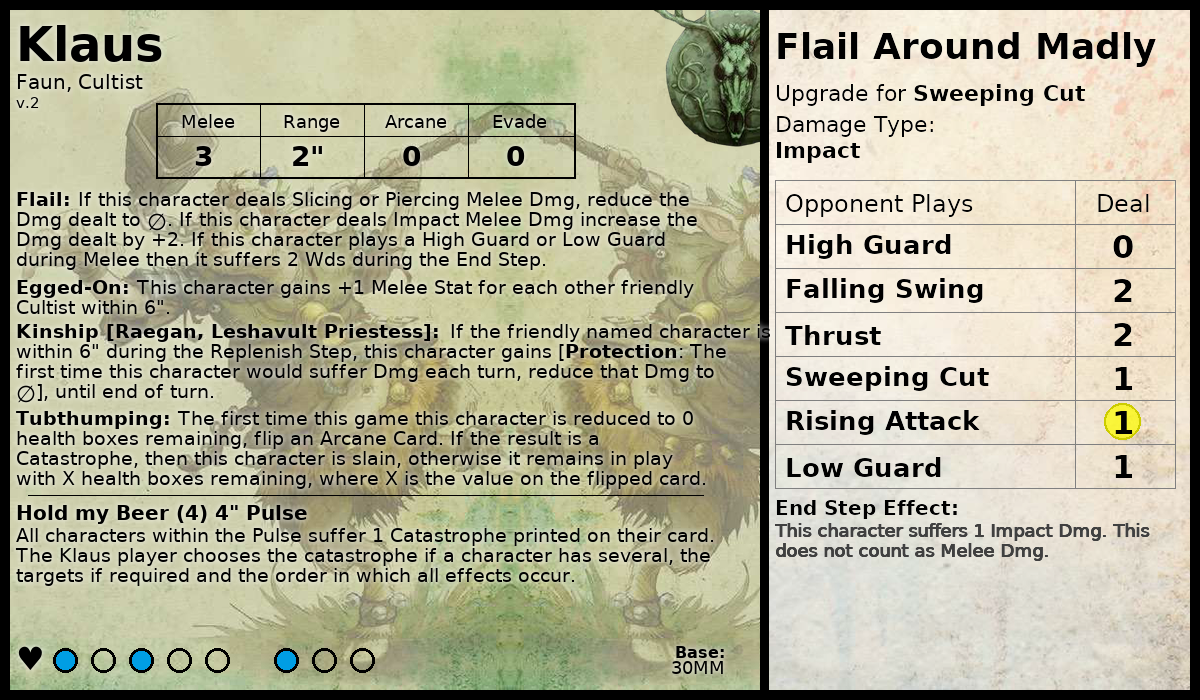 Klaus
Faun, Cultist
v.2
Melee Range Arcane Evade
3 2" 0 0
Flail: If this character deals Slicing or Piercing Melee Dmg, reduce the
Dmg dealt to ∅. If this character deals Impact Melee Dmg increase the
Dmg dealt by +2. If this character plays a High Guard or Low Guard
during Melee then it suffers 2 Wds during the End Step.
Egged-On: This character gains +1 Melee Stat for each other friendly
Cultist within 6".
Kinship [Raegan, Leshavult Priestess]: If the friendly named character is
within 6" during the Replenish Step, this character gains [Protection: The
first time this character would suffer Dmg each turn, reduce that Dmg to
∅], until end of turn.
Tubthumping: The first time this game this character is reduced to 0
health boxes remaining, flip an Arcane Card. If the result is a
Catastrophe, then this character is slain, otherwise it remains in play
with X health boxes remaining, where X is the value on the flipped card.
Hold my Beer (4) 4" Pulse
All characters within the Pulse suffer 1 Catastrophe printed on their card.
The Klaus player chooses the catastrophe if a character has several, the
targets if required and the order in which all effects occur.
Base:
30MM
Flail Around Madly
Upgrade for Sweeping Cut
Damage Type:
Impact
Opponent Plays Deal
High Guard 0
Falling Swing 2
Thrust 2
Sweeping Cut 1
Rising Attack 1
Low Guard 1
End Step Effect:
This character suffers 1 Impact Dmg. This
does not count as Melee Dmg.